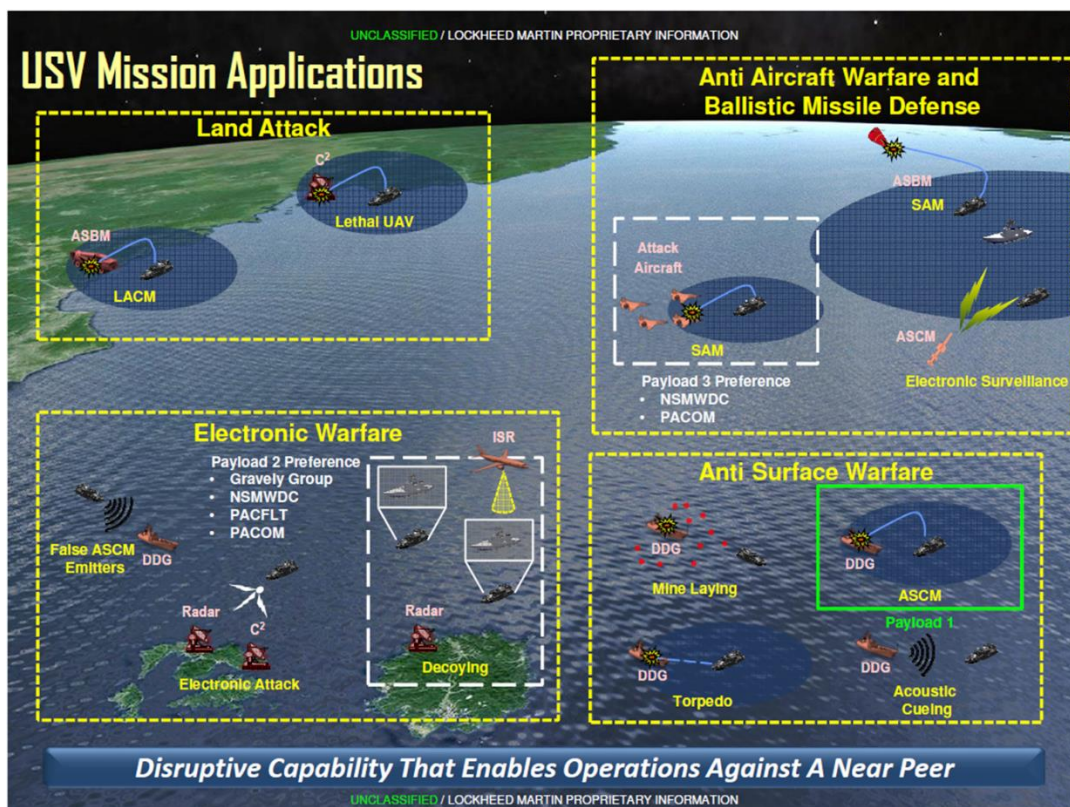 UNCLASSIFIED / LOCKHEED MARTIN PROPRIETARY INFORMATION
USV Mission Applications
Land Attack
C²
Lethal UAV
ASBM
LACM
Anti Aircraft Warfare and
Ballistic Missile Defense
ASBM
SAM
Attack
Aircraft
SAM
ASCM
Electronic Surveillance
Payload 3 Preference
• NSMWDC
• PACOM
Electronic Warfare
Payload 2 Preference
• Gravely Group
• NSMWDC
• PACFLT
• PACOM
ISR
False ASCM
Emitters
DDG
Radar
C²
Electronic Attack
Radar
Decoying
Anti Surface Warfare
DDG
Mine Laying
DDG
ASCM
Payload 1
DDG
Torpedo
DDG
Acoustic
Cueing
Disruptive Capability That Enables Operations Against A Near Peer
UNCLASSIFIED / LOCKHEED MARTIN PROPRIETARY INFORMATION